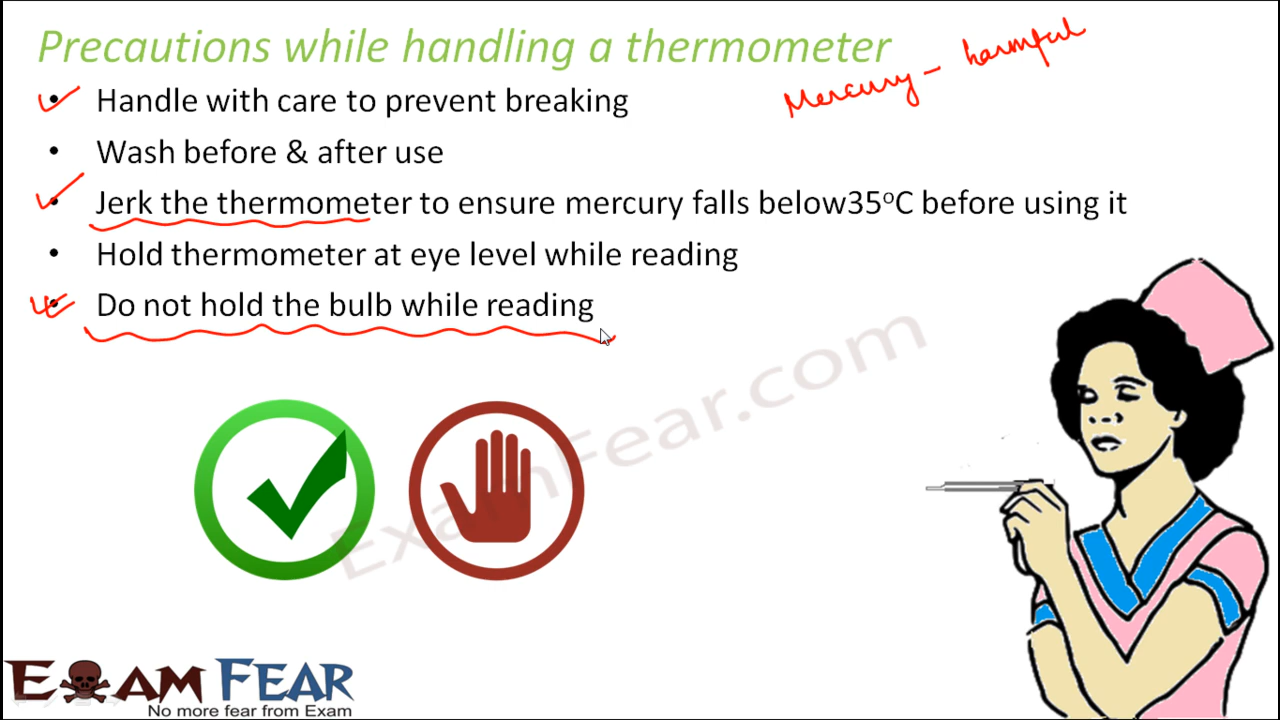 Precautions while handling a thermometer
Mercury - harmful
• Handle with care to prevent breaking
• Wash before & after use
• Jerk the thermometer to ensure mercury falls below35ºC before using it
• Hold thermometer at eye level while reading
• Do not hold the bulb while reading
ExamFear.com
EXAM FEAR
No more fear from Exam